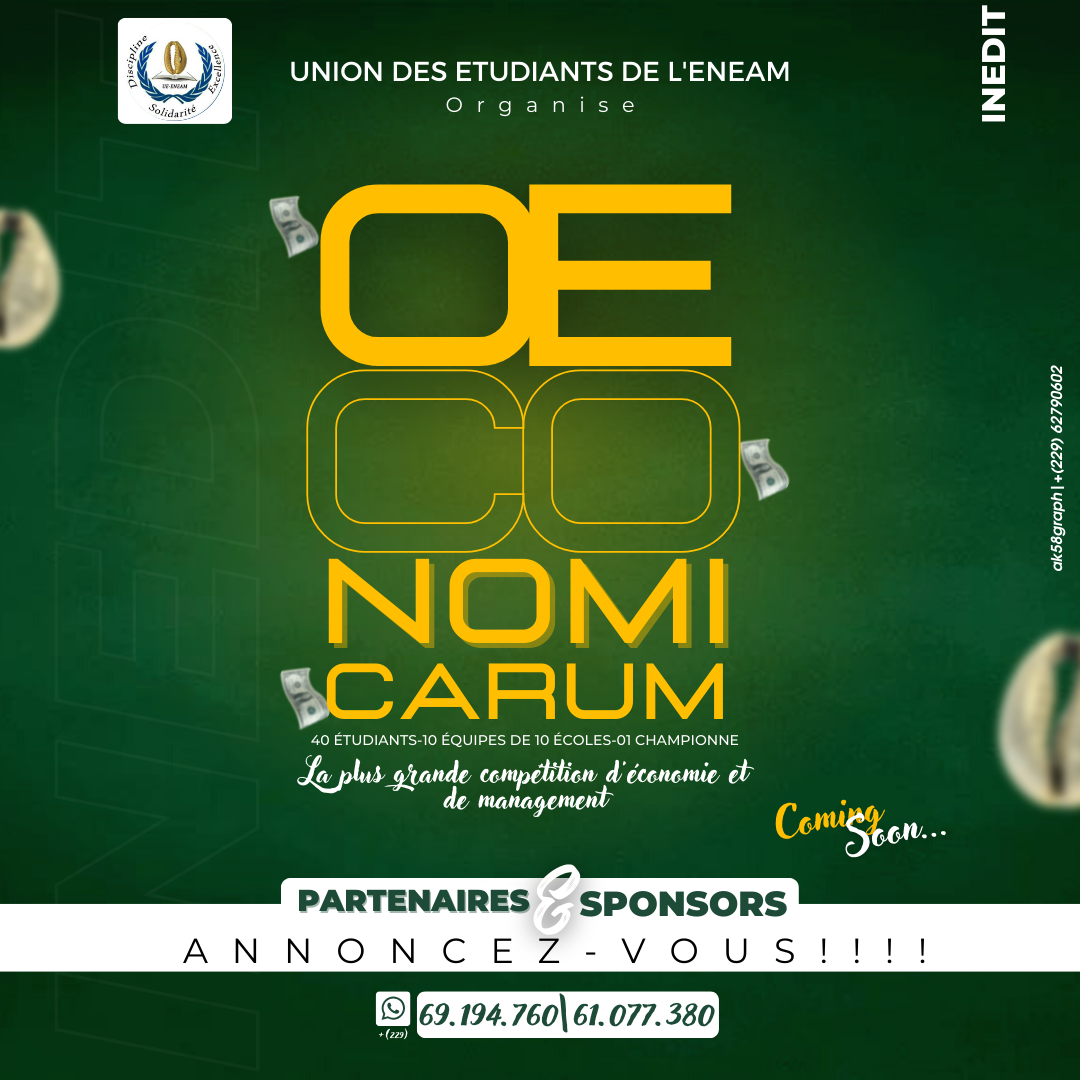 Discipline
Excellence
UE-ENEAM
Solidarité
UNION DES ETUDIANTS DE L'ENEAM
Organise
INEDIT
INEDIT
OE
CO
NOMI
CARUM
40 ÉTUDIANTS-10 ÉQUIPES DE 10 ÉCOLES-01 CHAMPIONNE
La plus grande compétition d'économie et
de management
Coming
Soon...
ak58graph|+(229) 62790602
PARTENAIRES & SPONSORS
ANNONCEZ-VOUS!!!!
69.194.760\61.077.380
+(229)